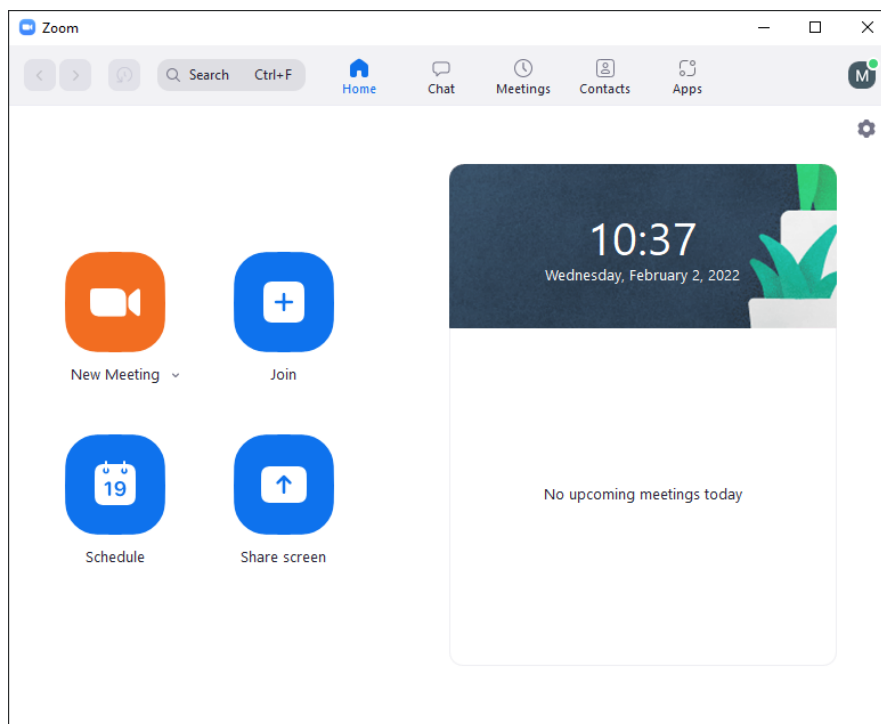 Zoom
Search Ctrl+F
Home
Chat
Meetings
Contacts
Apps
M
10:37
Wednesday, February 2, 2022
New Meeting
Join
19
Schedule
Share screen
No upcoming meetings today